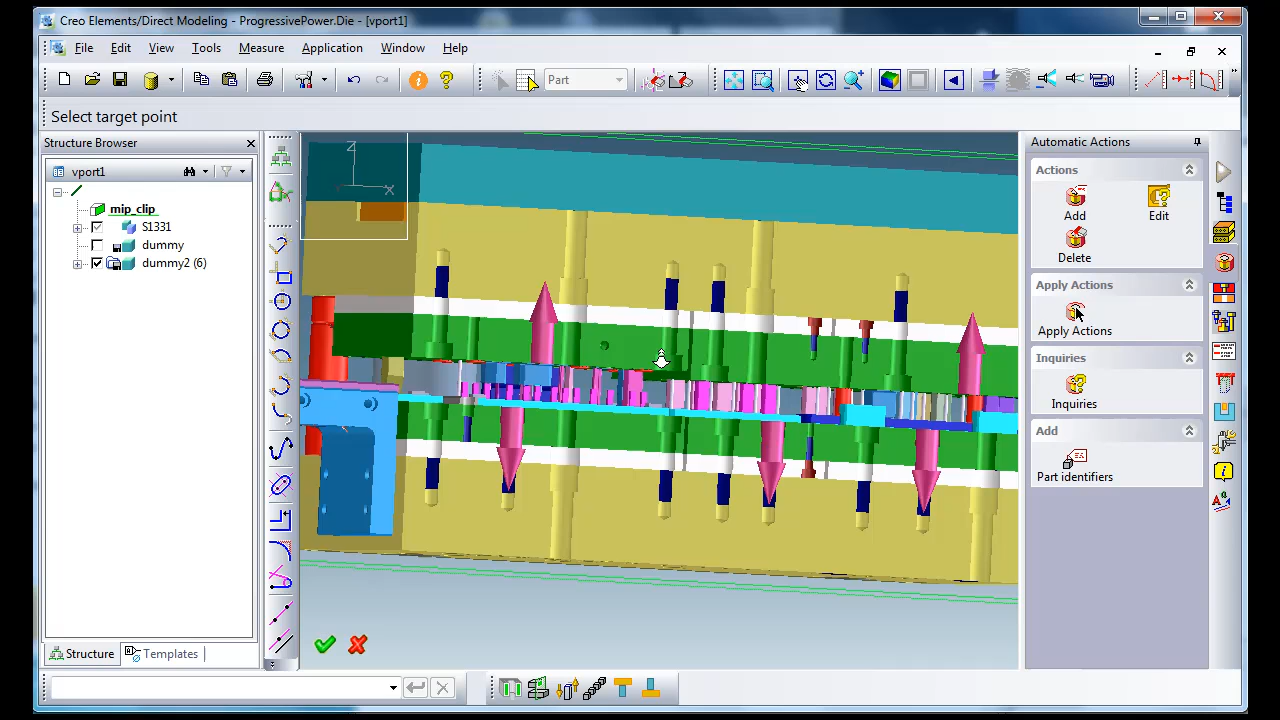 Creo Elements/Direct Modeling - ProgressivePower.Die - [vport1]
File Edit View Tools Measure Application Window Help
Part
Select target point
Structure Browser
vport1
mip_clip
S1331
dummy
dummy2 (6)
Structure
Templates
Z
X
Automatic Actions
Actions
Add
Edit
Delete
Apply Actions
Apply Actions
Inquiries
Inquiries
Add
Part identifiers